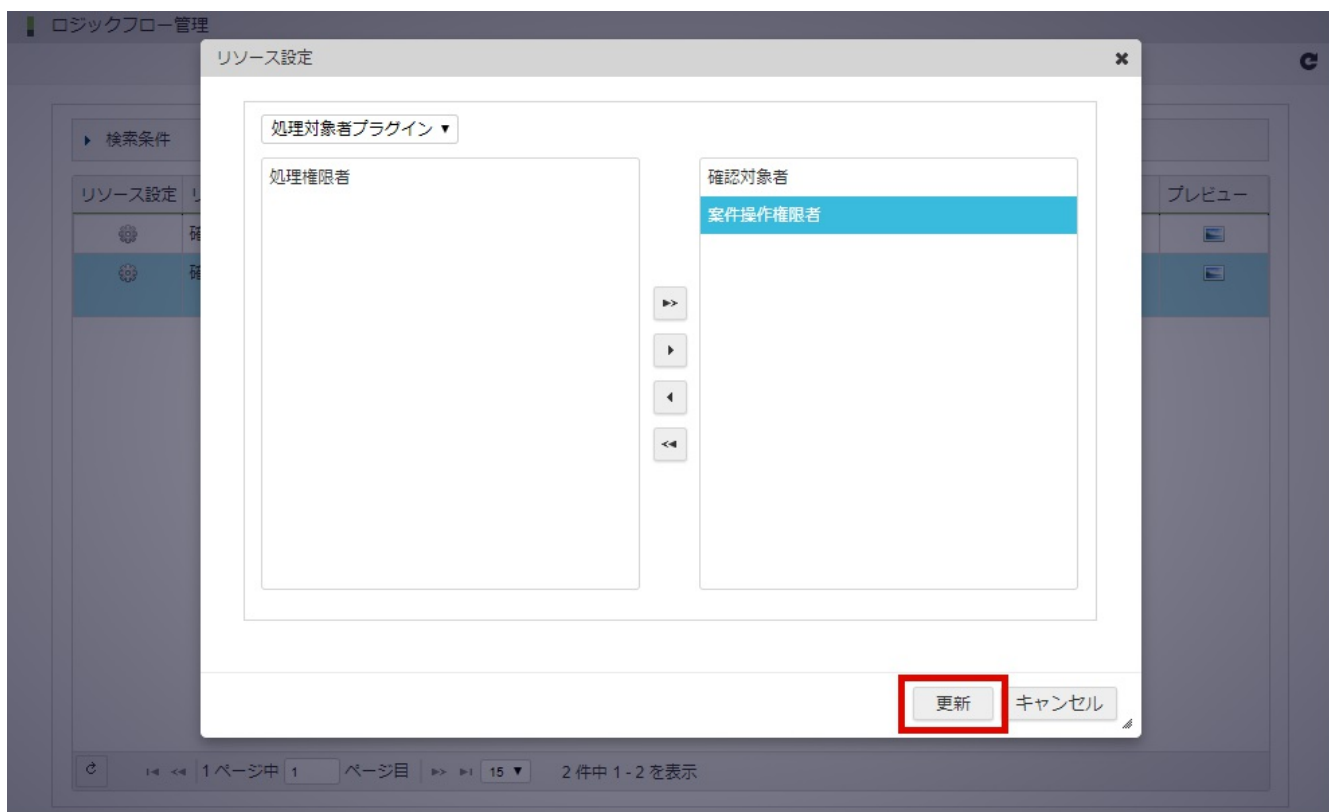 ロジックフロー管理
リソース設定
検索条件
処理対象者プラグイン
処理権限者
確認対象者
案件操作権限者
リソース設定 リ
プレビュー
確
確
更新
キャンセル
1 ページ中 1 ページ目 15 2 件中 1 - 2 を表示